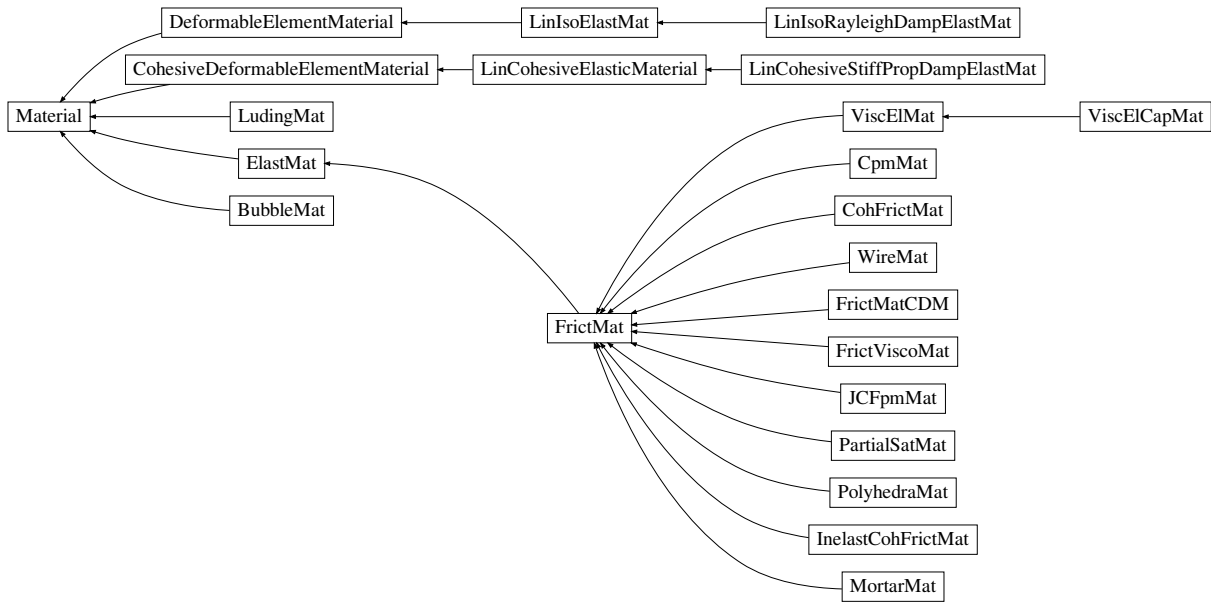 DeformableElementMaterial LinIsoElastMat LinIsoRayleighDampElastMat
CohesiveDeformableElementMaterial LinCohesiveElasticMaterial LinCohesiveStiffPropDampElastMat
Material LudingMat ViscElMat ViscElCapMat
ElastMat CpmMat
BubbleMat CohFrictMat
WireMat
FrictMatCDM
FrictMat
FrictViscoMat
JCFpmMat
PartialSatMat
PolyhedraMat
InelastCohFrictMat
MortarMat